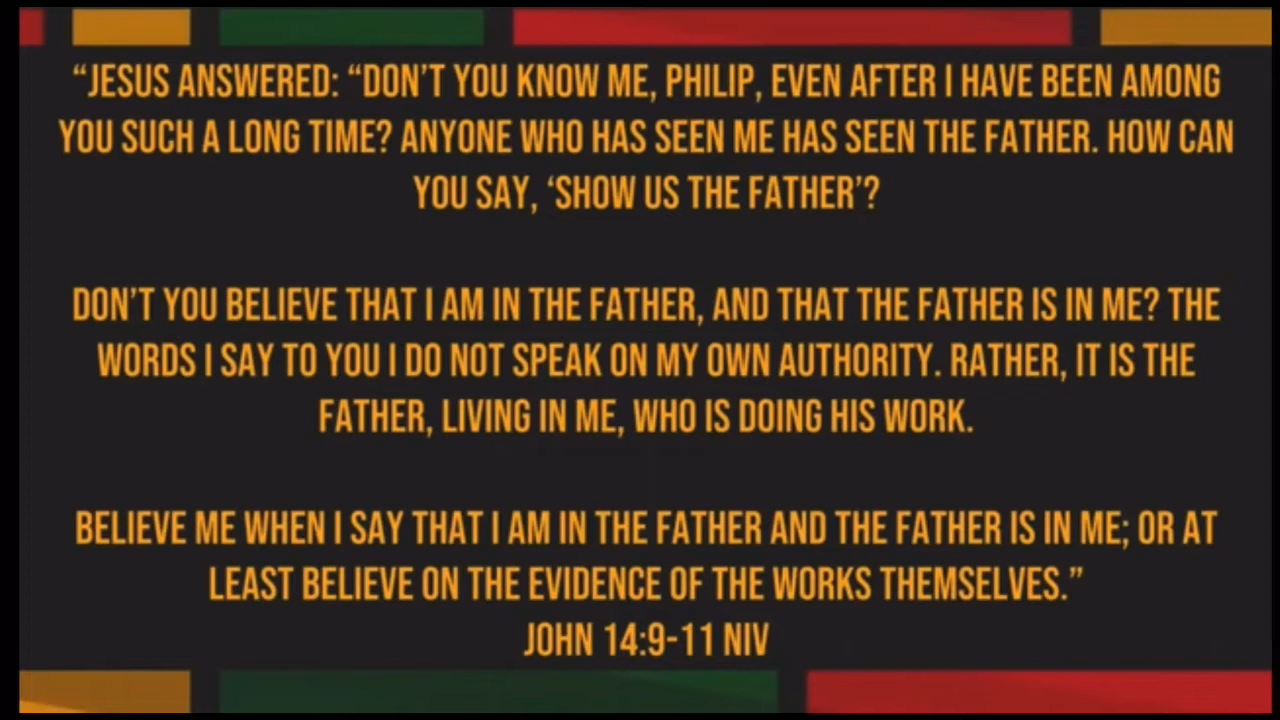 “JESUS ANSWERED: “DON’T YOU KNOW ME, PHILIP, EVEN AFTER I HAVE BEEN AMONG
YOU SUCH A LONG TIME? ANYONE WHO HAS SEEN ME HAS SEEN THE FATHER. HOW CAN
YOU SAY, ‘SHOW US THE FATHER’?
DON’T YOU BELIEVE THAT I AM IN THE FATHER, AND THAT THE FATHER IS IN ME? THE
WORDS I SAY TO YOU I DO NOT SPEAK ON MY OWN AUTHORITY. RATHER, IT IS THE
FATHER, LIVING IN ME, WHO IS DOING HIS WORK.
BELIEVE ME WHEN I SAY THAT I AM IN THE FATHER AND THE FATHER IS IN ME; OR AT
LEAST BELIEVE ON THE EVIDENCE OF THE WORKS THEMSELVES.”
JOHN 14:9-11 NIV